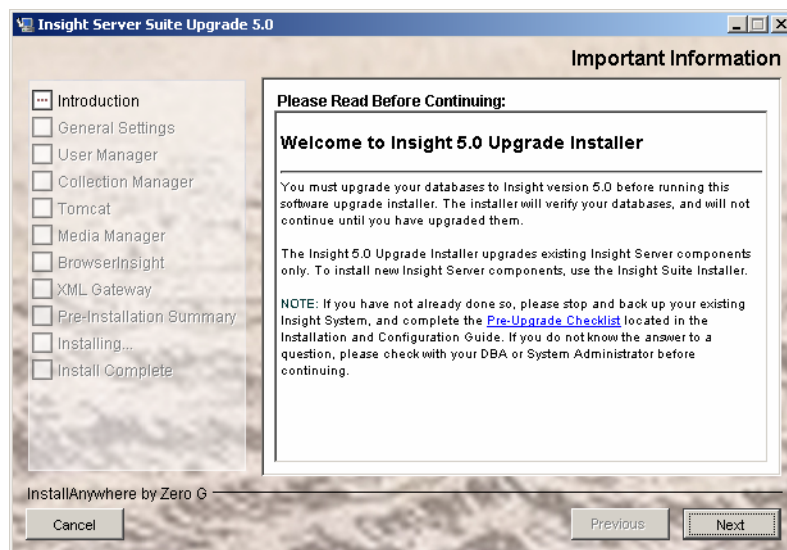 Insight Server Suite Upgrade 5.0
Important Information
Introduction
General Settings
User Manager
Collection Manager
Tomcat
Media Manager
BrowserInsight
XML Gateway
Pre-Installation Summary
Installing...
Install Complete
Please Read Before Continuing:
Welcome to Insight 5.0 Upgrade Installer
You must upgrade your databases to Insight version 5.0 before running this
software upgrade installer. The installer will verify your databases, and will not
continue until you have upgraded them.
The Insight 5.0 Upgrade Installer upgrades existing Insight Server components
only. To install new Insight Server components, use the Insight Suite Installer.
NOTE: If you have not already done so, please stop and back up your existing
Insight System, and complete the Pre-Upgrade Checklist located in the
Installation and Configuration Guide. If you do not know the answer to a
question, please check with your DBA or System Administrator before
continuing.
InstallAnywhere by Zero G
Cancel
Previous
Next